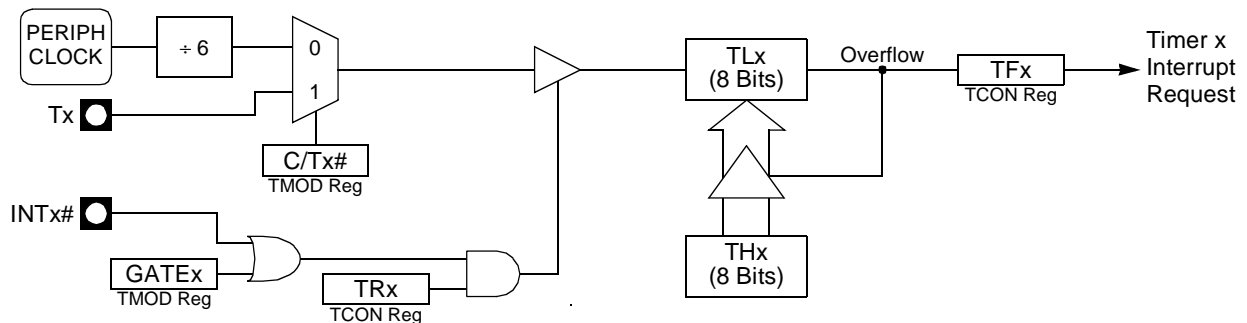 PERIPH
CLOCK
÷ 6
0
1
Tx
C/Tx#
TMOD Reg
INTx#
GATEx
TMOD Reg
TRx
TCON Reg
TLx
(8 Bits)
Overflow
TFx
TCON Reg
Timer x
Interrupt
Request
THx
(8 Bits)